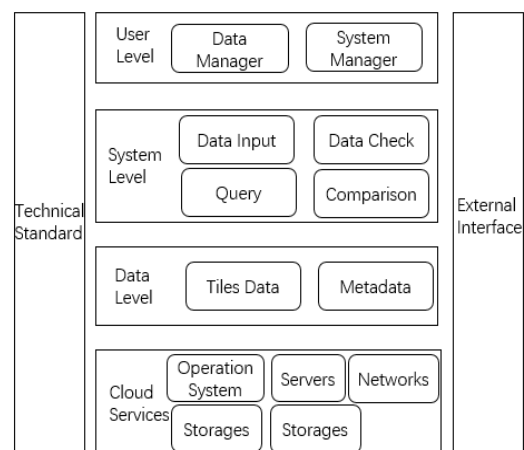 User
Level
Data
Manager
System
Manager
System
Level
Data Input
Data Check
Query
Comparison
Technical
Standard
External
Interface
Data
Level
Tiles Data
Metadata
Cloud
Services
Operation
System
Servers
Networks
Storages
Storages